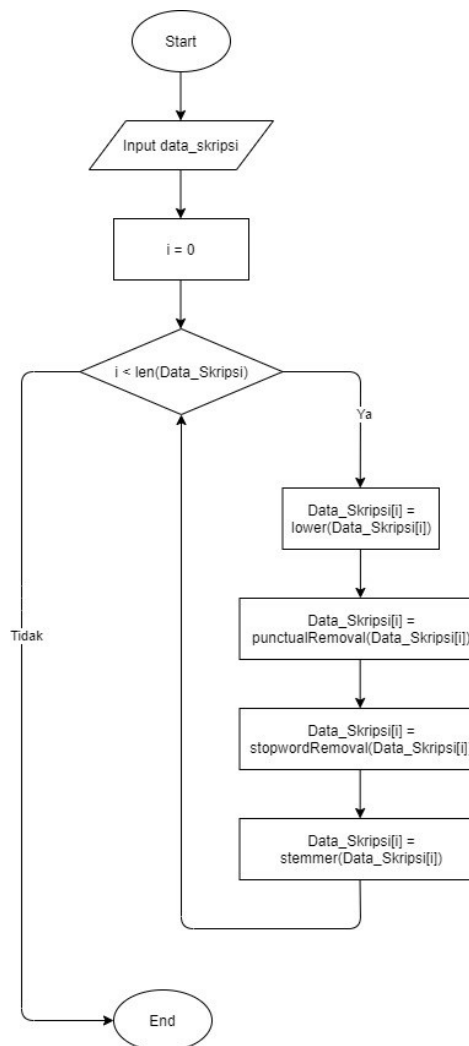 Start
Input data_skripsi
i = 0
i < len(Data_Skripsi)
Ya
Data_Skripsi[i] =
lower(Data_Skripsi[i])
Data_Skripsi[i] =
punctualRemoval(Data_Skripsi[i])
Tidak
Data_Skripsi[i] =
stopwordRemoval(Data_Skripsi[i]
Data_Skripsi[i] =
stemmer(Data_Skripsi[i])
End